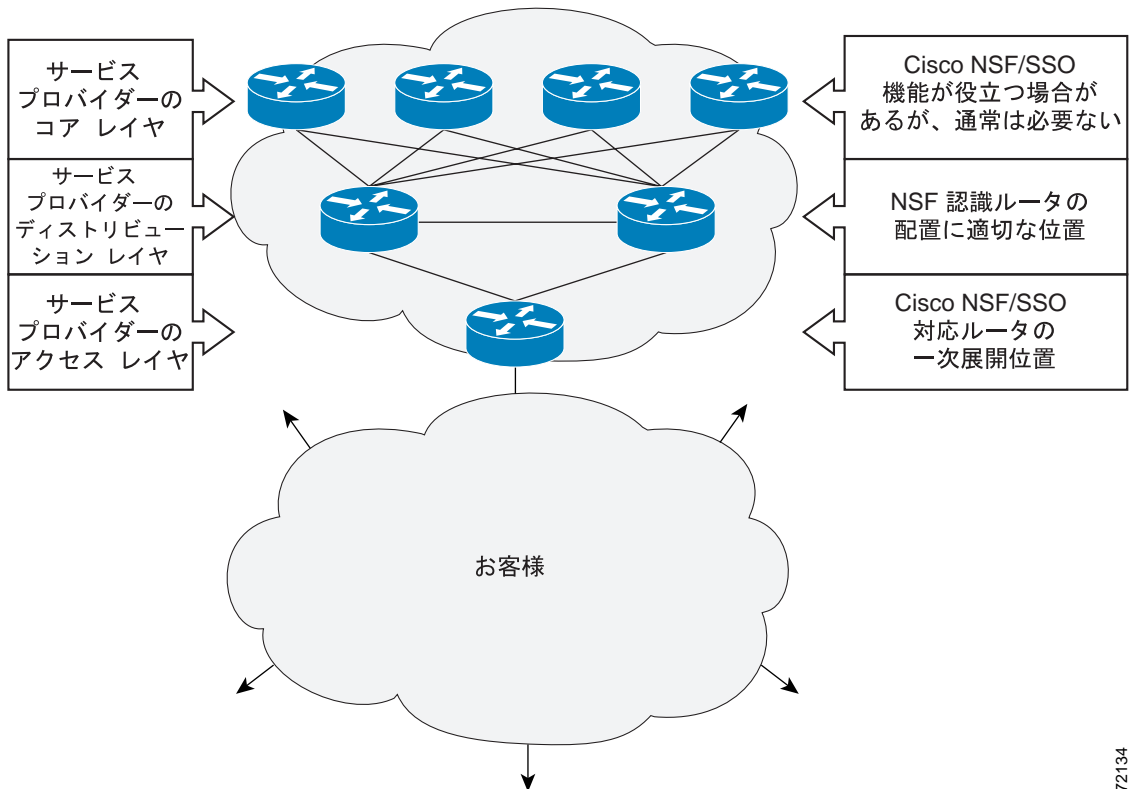 サービス
プロバイダーの
コア レイヤ
Cisco NSF/SSO
機能が役立つ場合が
あるが、通常は必要ない
サービス
プロバイダーの
ディストリビュー
ション レイヤ
NSF 認識ルータの
配置に適切な位置
サービス
プロバイダーの
アクセス レイヤ
Cisco NSF/SSO
対応ルータの
一次展開位置
お客様
72134